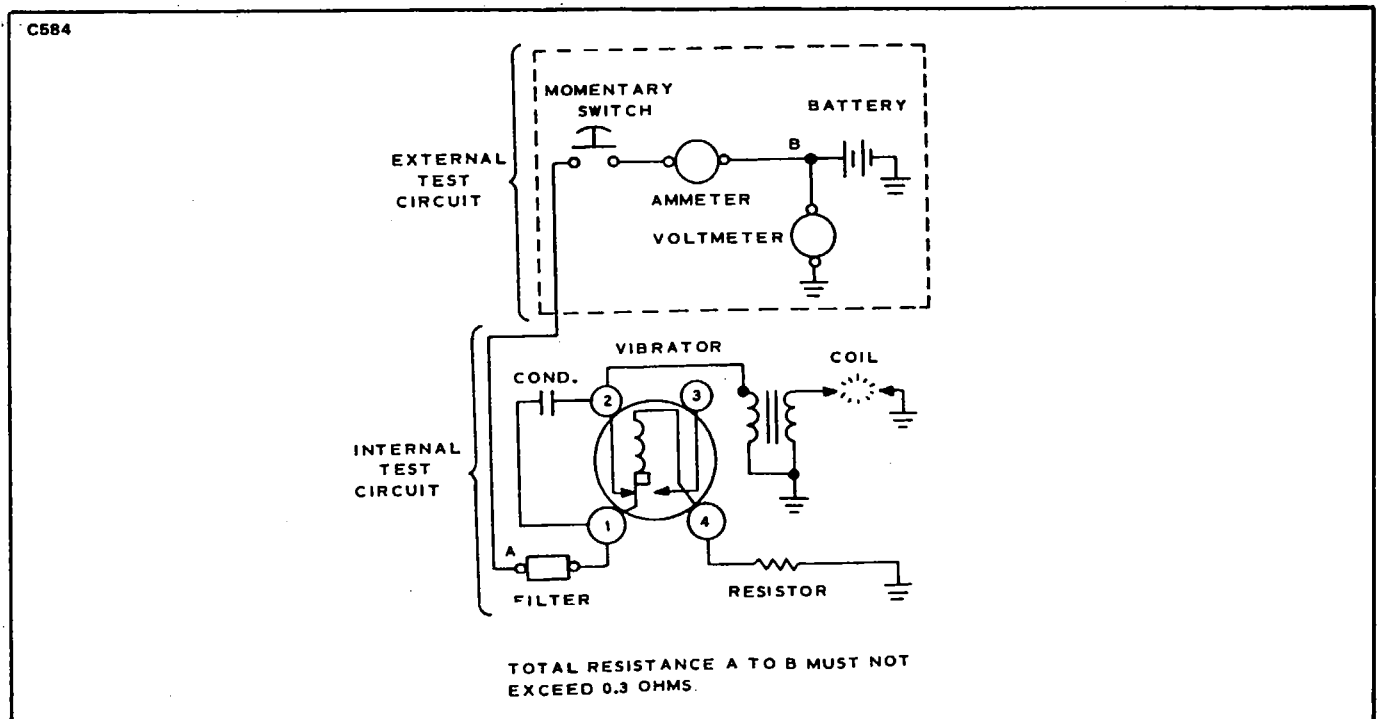 C584
MOMENTARY
SWITCH
BATTERY
B
EXTERNAL
TEST
CIRCUIT
AMMETER
VOLTMETER
VIBRATOR
COIL
COND.
2
3
INTERNAL
TEST
CIRCUIT
1
4
A
FILTER
RESISTOR
TOTAL RESISTANCE A TO B MUST NOT
EXCEED 0.3 OHMS.